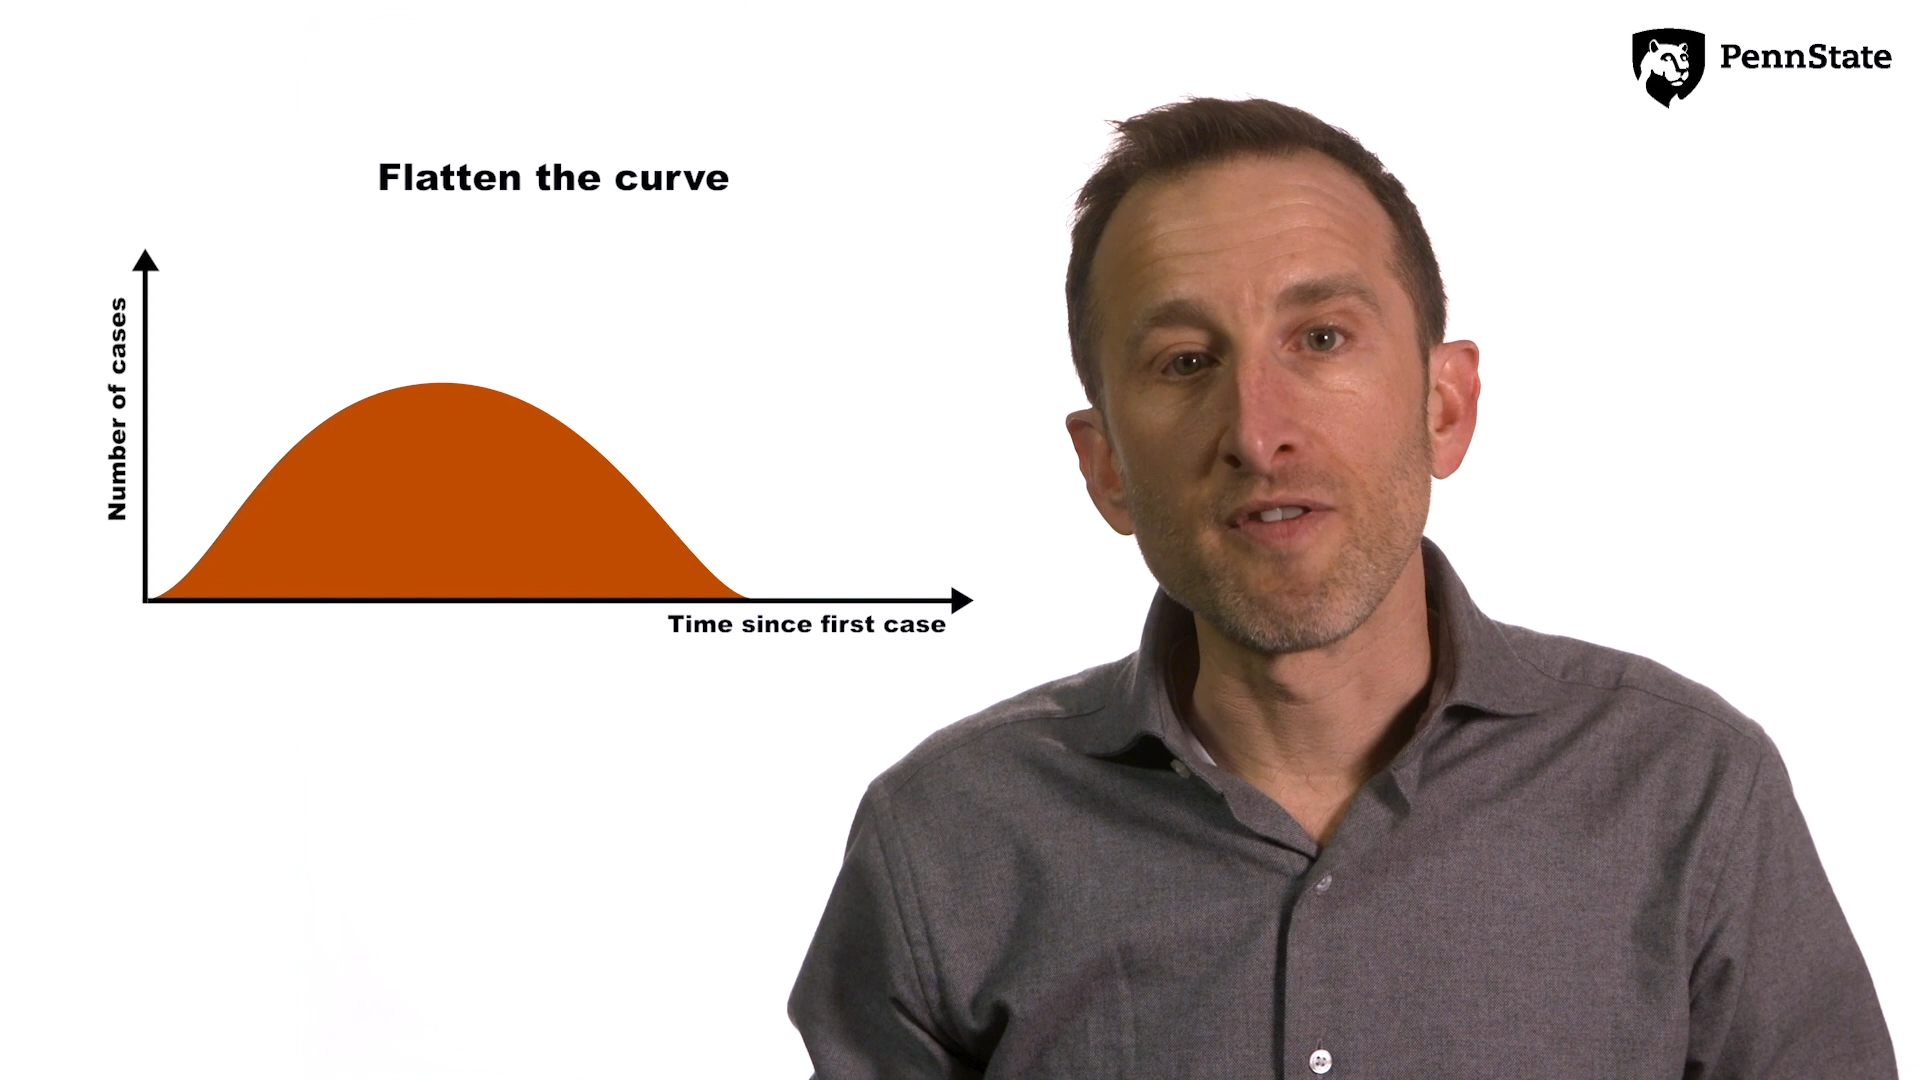 PennState
Flatten the curve
Number of cases
Time since first case